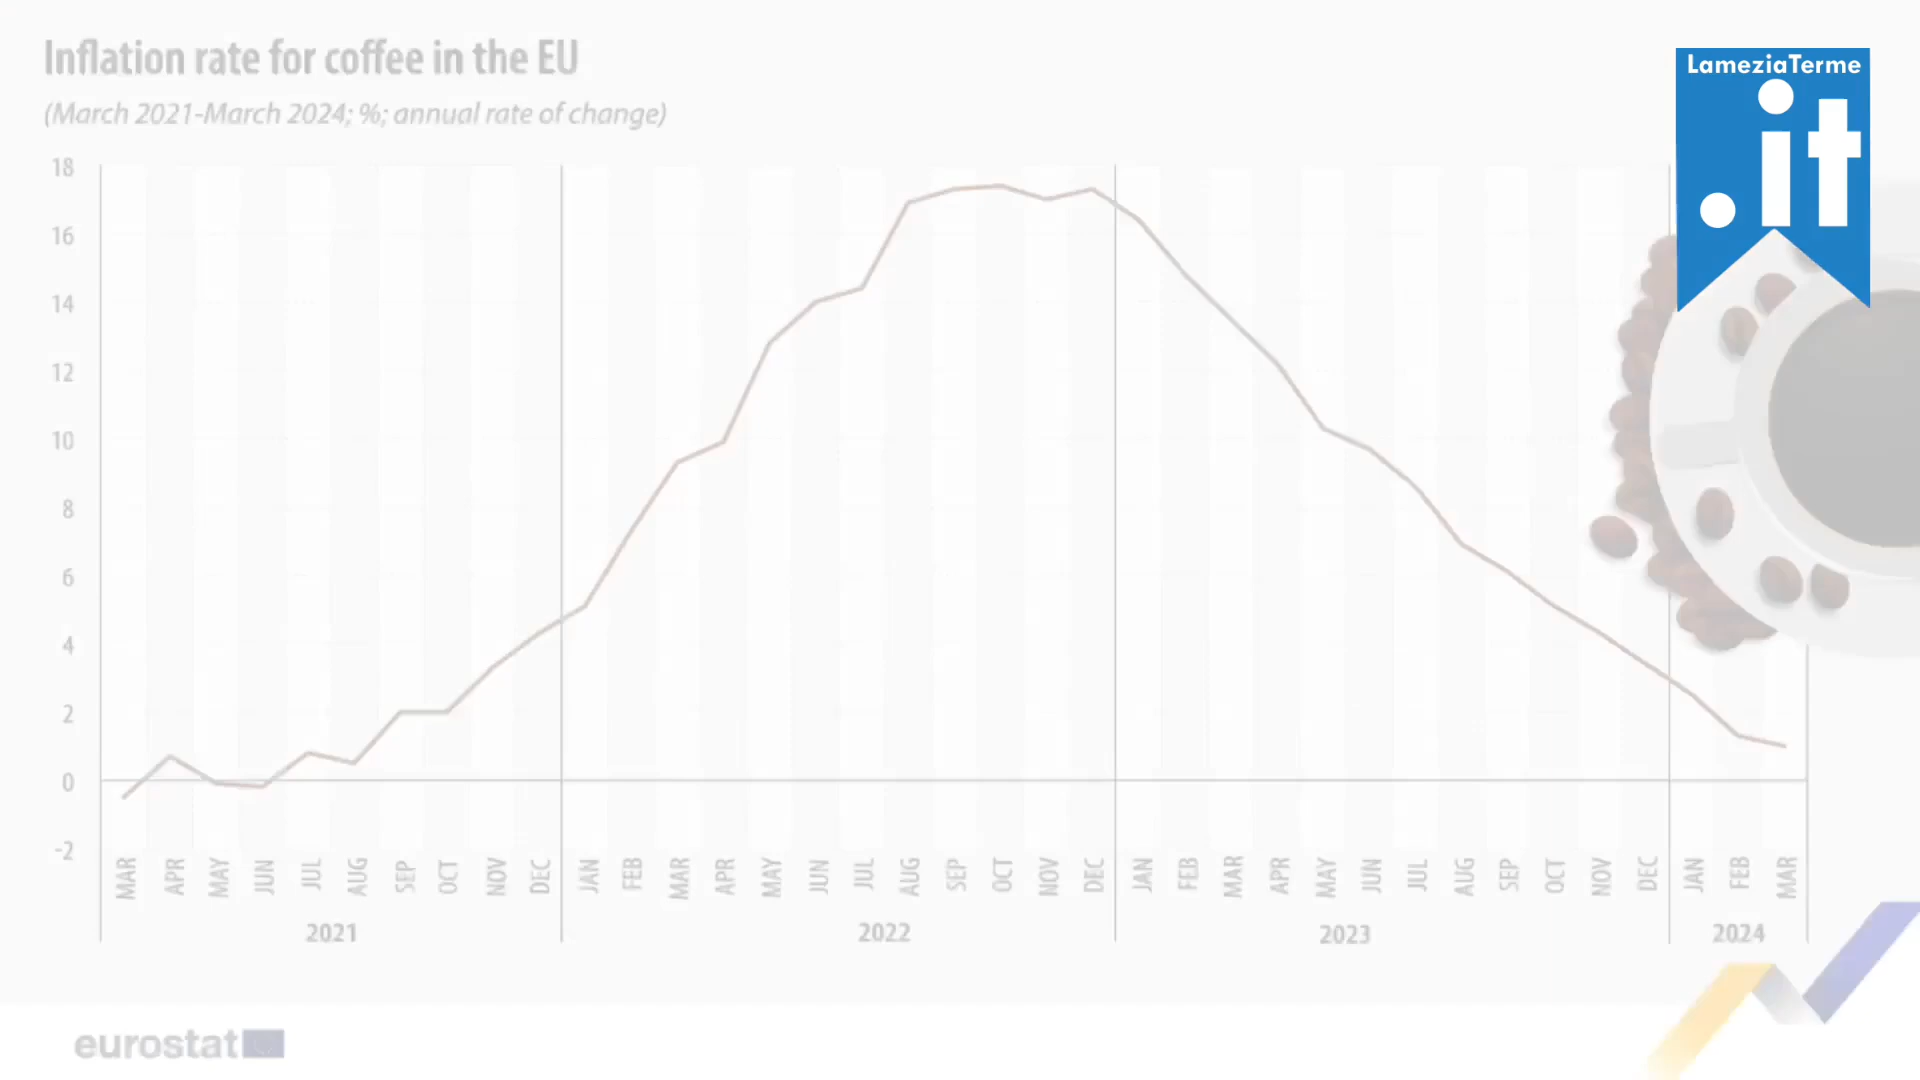 Inflation rate for coffee in the EU
(March 2021-March 2024; %; annual rate of change)
LameziaTerme
.it
18
16
14
12
10
8
6
4
2
0
-2
MAR APR MAY JUN JUL AUG SEP OCT NOV DEC JAN FEB MAR APR MAY JUN JUL AUG SEP OCT NOV DEC JAN FEB MAR APR MAY JUN JUL AUG SEP OCT NOV DEC JAN FEB MAR
2021 2022 2023 2024
eurostat